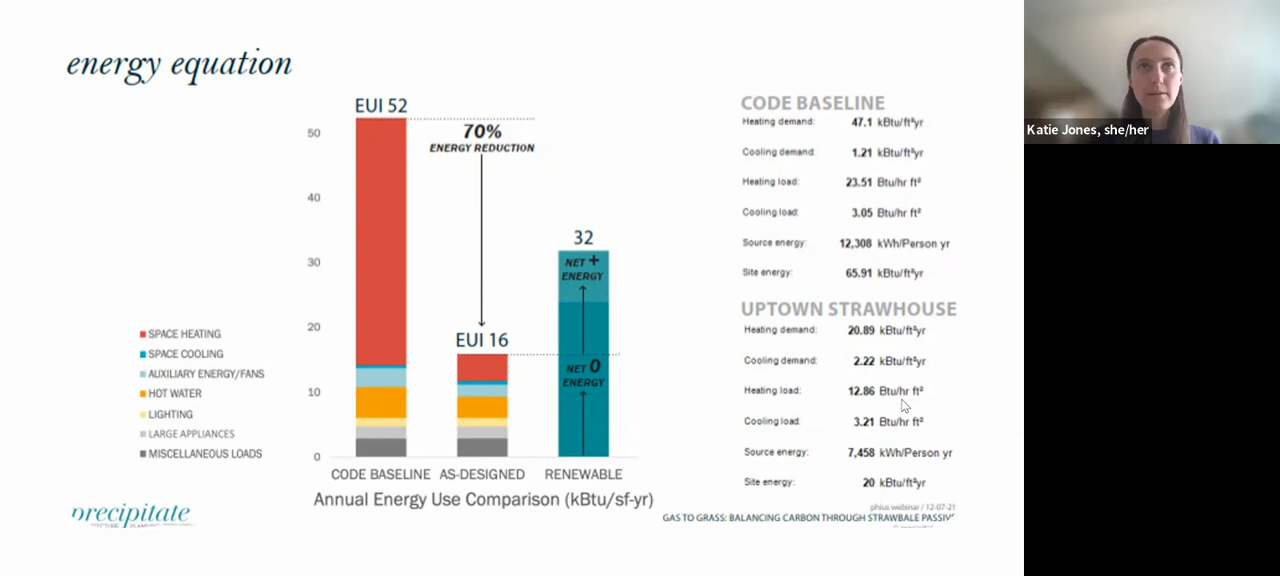 energy equation
EUI 52
70%
ENERGY REDUCTION
50
40
30
20
10
0
EUI 16
32
NET +
ENERGY
NET 0
ENERGY
SPACE HEATING
SPACE COOLING
AUXILIARY ENERGY/FANS
HOT WATER
LIGHTING
LARGE APPLIANCES
MISCELLANEOUS LOADS
CODE BASELINE AS-DESIGNED RENEWABLE
Annual Energy Use Comparison (kBtu/sf-yr)
CODE BASELINE
Heating demand: 47.1 kBtu/ft²yr
Cooling demand: 1.21 kBtu/ft²yr
Heating load: 23.51 Btu/hr ft²
Cooling load: 3.05 Btu/hr ft²
Source energy: 12,308 kWh/Person yr
Site energy: 65.91 kBtu/ft²yr
UPTOWN STRAWHOUSE
Heating demand: 20.89 kBtu/ft²yr
Cooling demand: 2.22 kBtu/ft²yr
Heating load: 12.86 Btu/hr ft²
Cooling load: 3.21 Btu/hr ft²
Source energy: 7,458 kWh/Person yr
Site energy: 20 kBtu/ft²yr
precipitate
phius webinar / 12-07-21
GAS TO GRASS: BALANCING CARBON THROUGH STRAWBALE PASSIV
Katie Jones, she/her